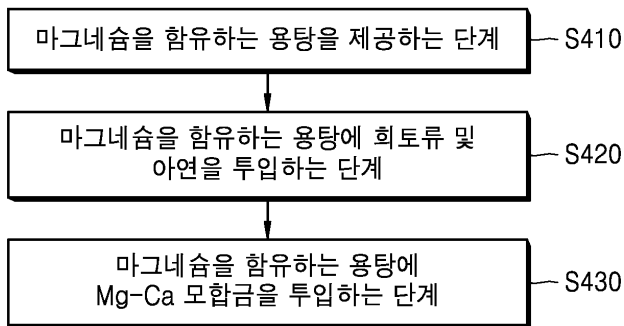 마그네슘을 함유하는 용탕을 제공하는 단계
S410
마그네슘을 함유하는 용탕에 희토류 및
아연을 투입하는 단계
S420
마그네슘을 함유하는 용탕에
Mg-Ca 모합금을 투입하는 단계
S430